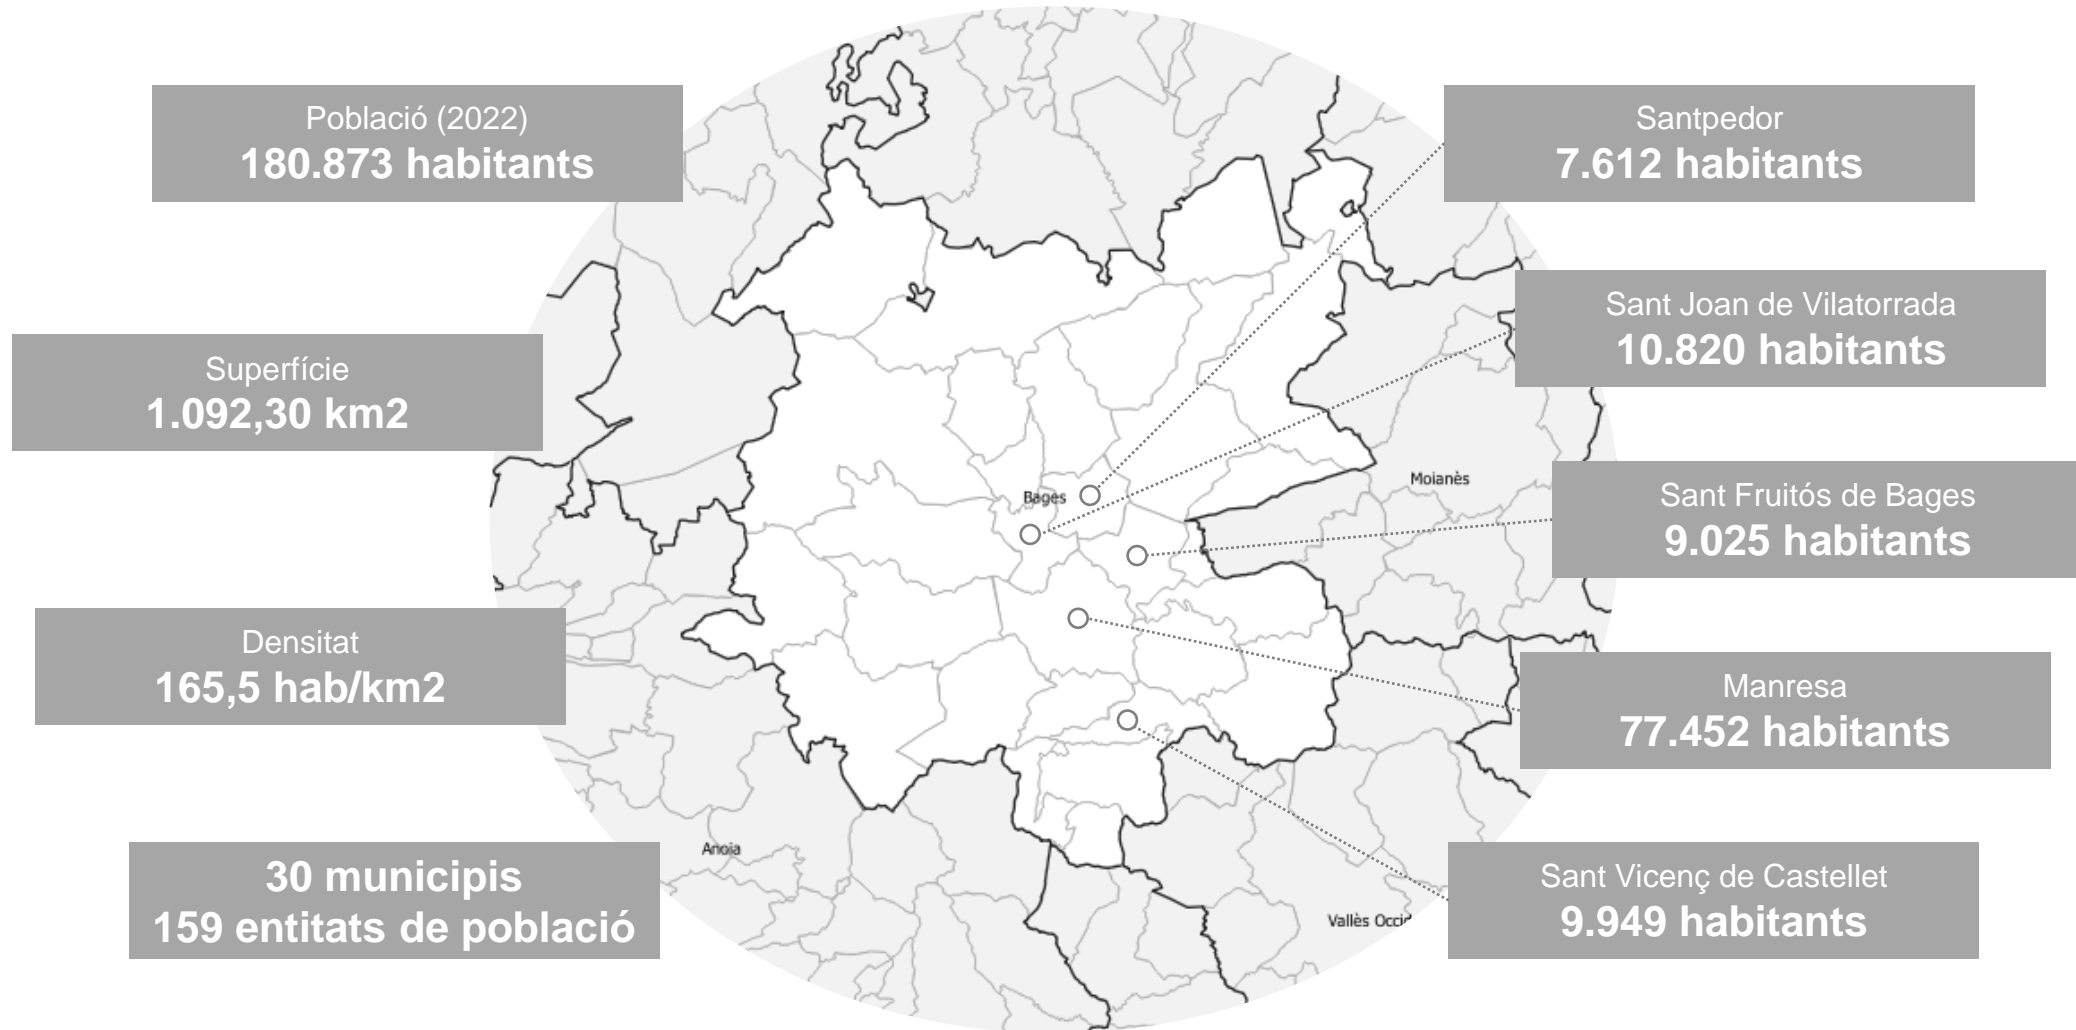 Població (2022)
180.873 habitants
Superfície
1.092,30 km2
Densitat
165,5 hab/km2
30 municipis
159 entitats de població
Bages
Moianès
Anoia
Vallès Occid
Santpedor
7.612 habitants
Sant Joan de Vilatorrada
10.820 habitants
Sant Fruitós de Bages
9.025 habitants
Manresa
77.452 habitants
Sant Vicenç de Castellet
9.949 habitants